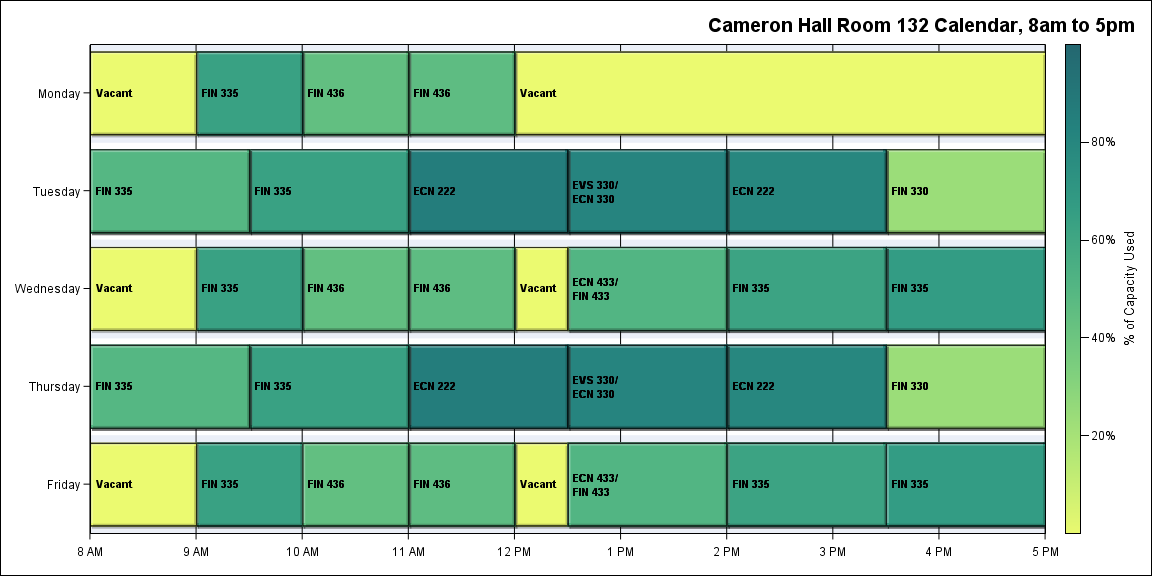 Cameron Hall Room 132 Calendar, 8am to 5pm
Monday
Vacant
FIN 335
FIN 436
FIN 436
Vacant
Tuesday
FIN 335
FIN 335
ECN 222
EVS 330/
ECN 330
ECN 222
FIN 330
Wednesday
Vacant
FIN 335
FIN 436
FIN 436
Vacant
ECN 433/
FIN 433
FIN 335
FIN 335
Thursday
FIN 335
FIN 335
ECN 222
EVS 330/
ECN 330
ECN 222
FIN 330
Friday
Vacant
FIN 335
FIN 436
FIN 436
Vacant
ECN 433/
FIN 433
FIN 335
FIN 335
8 AM
9 AM
10 AM
11 AM
12 PM
1 PM
2 PM
3 PM
4 PM
5 PM
80%
60%
40%
20%
% of Capacity Used